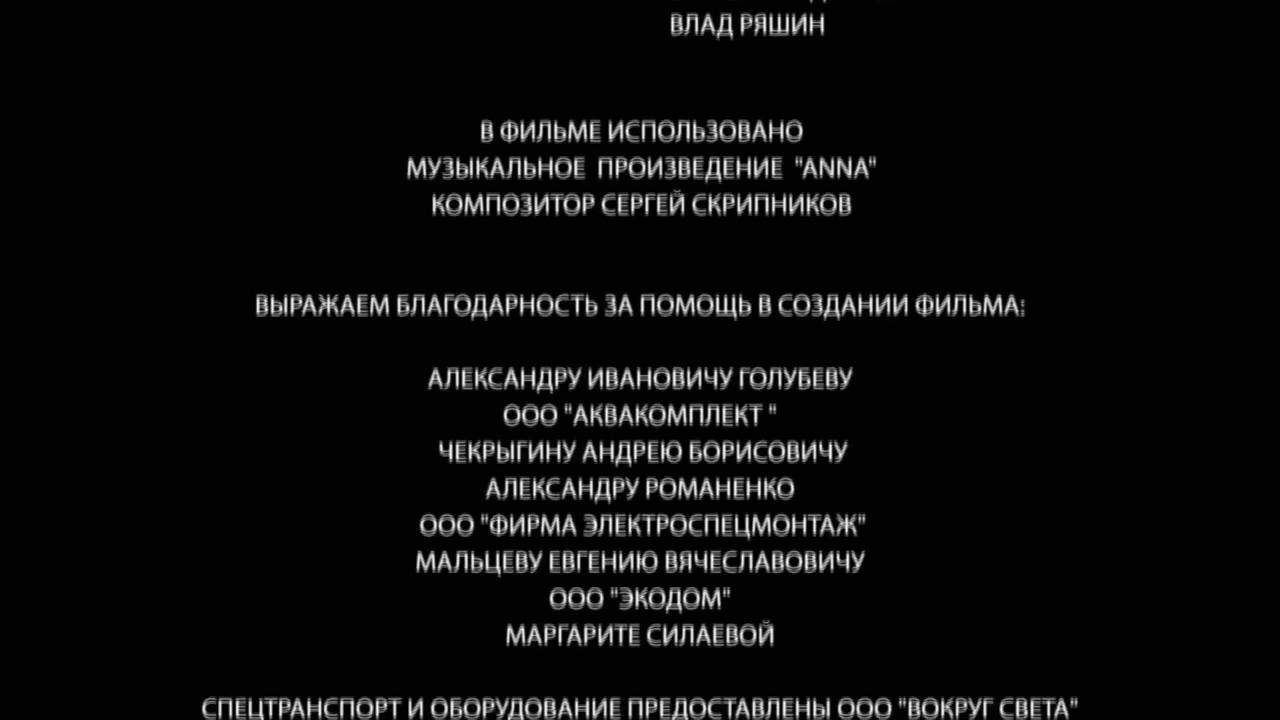 ВЛАД РЯШИН
В ФИЛЬМЕ ИСПОЛЬЗОВАНО
МУЗЫКАЛЬНОЕ ПРОИЗВЕДЕНИЕ "ANNA"
КОМПОЗИТОР СЕРГЕЙ СКРИПНИКОВ
ВЫРАЖАЕМ БЛАГОДАРНОСТЬ ЗА ПОМОЩЬ В СОЗДАНИИ ФИЛЬМА:
АЛЕКСАНДРУ ИВАНОВИЧУ ГОЛУБЕВУ
ООО "АКВАКОМПЛЕКТ "
ЧЕКРЫГИНУ АНДРЕЮ БОРИСОВИЧУ
АЛЕКСАНДРУ РОМАНЕНКО
ООО "ФИРМА ЭЛЕКТРОСПЕЦМОНТАЖ"
МАЛЬЦЕВУ ЕВГЕНИЮ ВЯЧЕСЛАВОВИЧУ
ООО "ЭКОДОМ"
МАРГАРИТЕ СИЛАЕВОЙ
СПЕЦТРАНСПОРТ И ОБОРУДОВАНИЕ ПРЕДОСТАВЛЕНЫ ООО "ВОКРУГ СВЕТА"